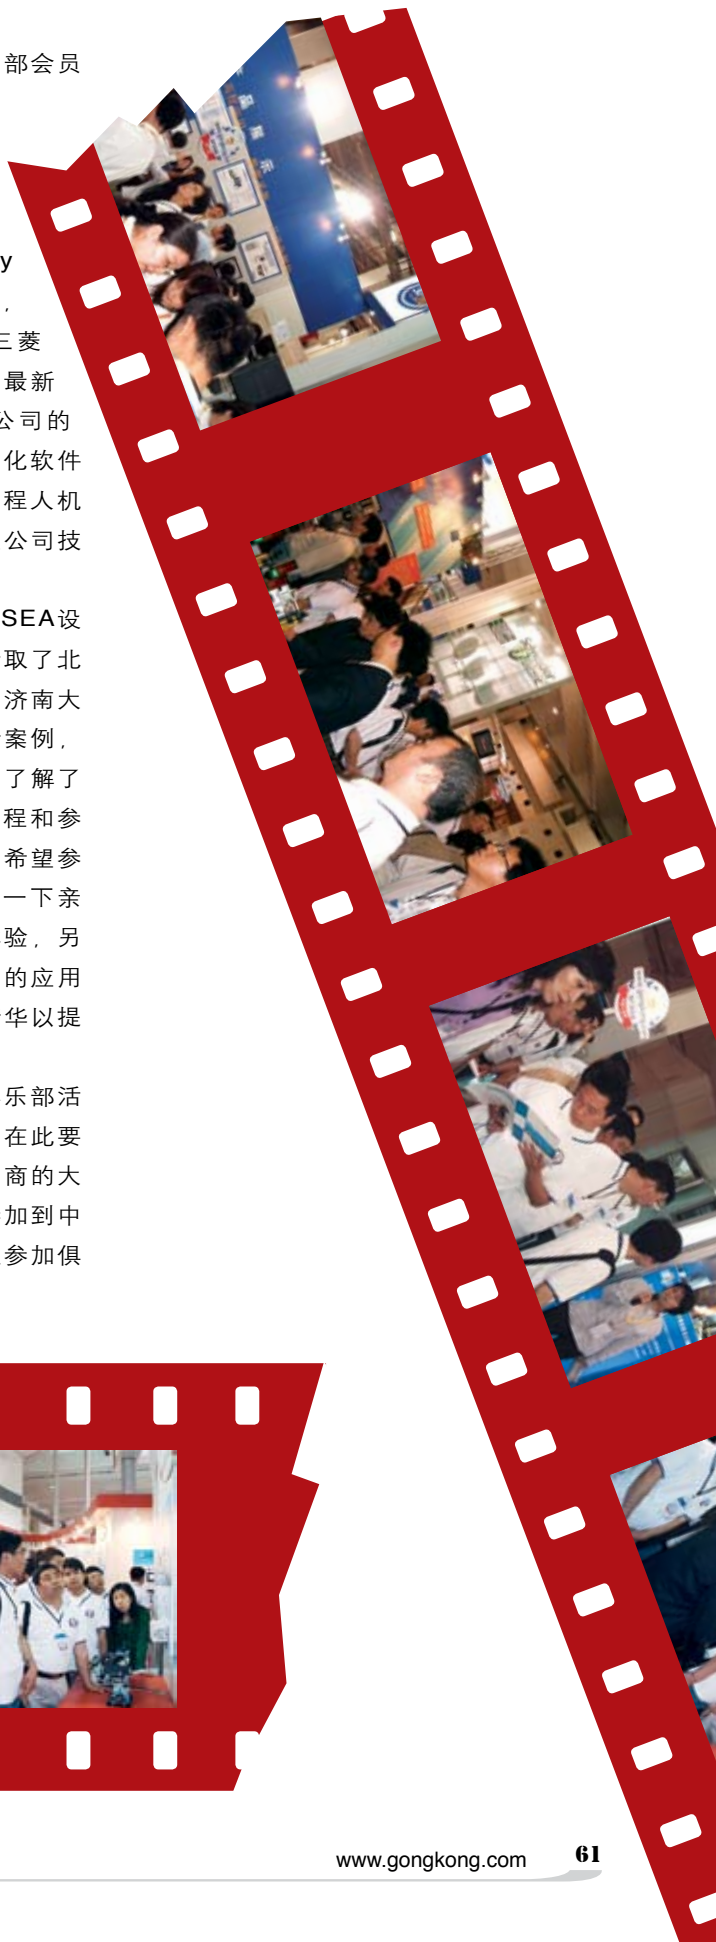 部会员
y
，
三菱
最新
公司的
化软件
程人机
公司技
SEA设
取了北
济南大
案例，
了解了
程和参
希望参
一下亲
验，另
的应用
华以提
乐部活
在此要
商的大
加到中
参加俱
www.gongkong.com 61